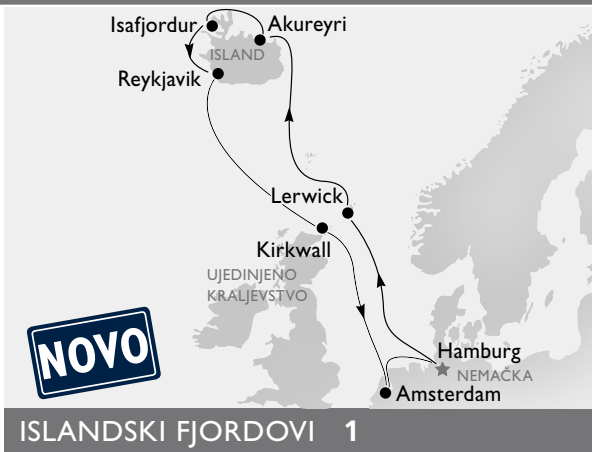 Isafjordur
Akureyri
ISLAND
Reykjavik
Lerwick
Kirkwall
UJEDINJENO
KRALJEVSTVO
NOVO
Hamburg
NEMAČKA
Amsterdam
ISLANDSKI FJORDOVI 1